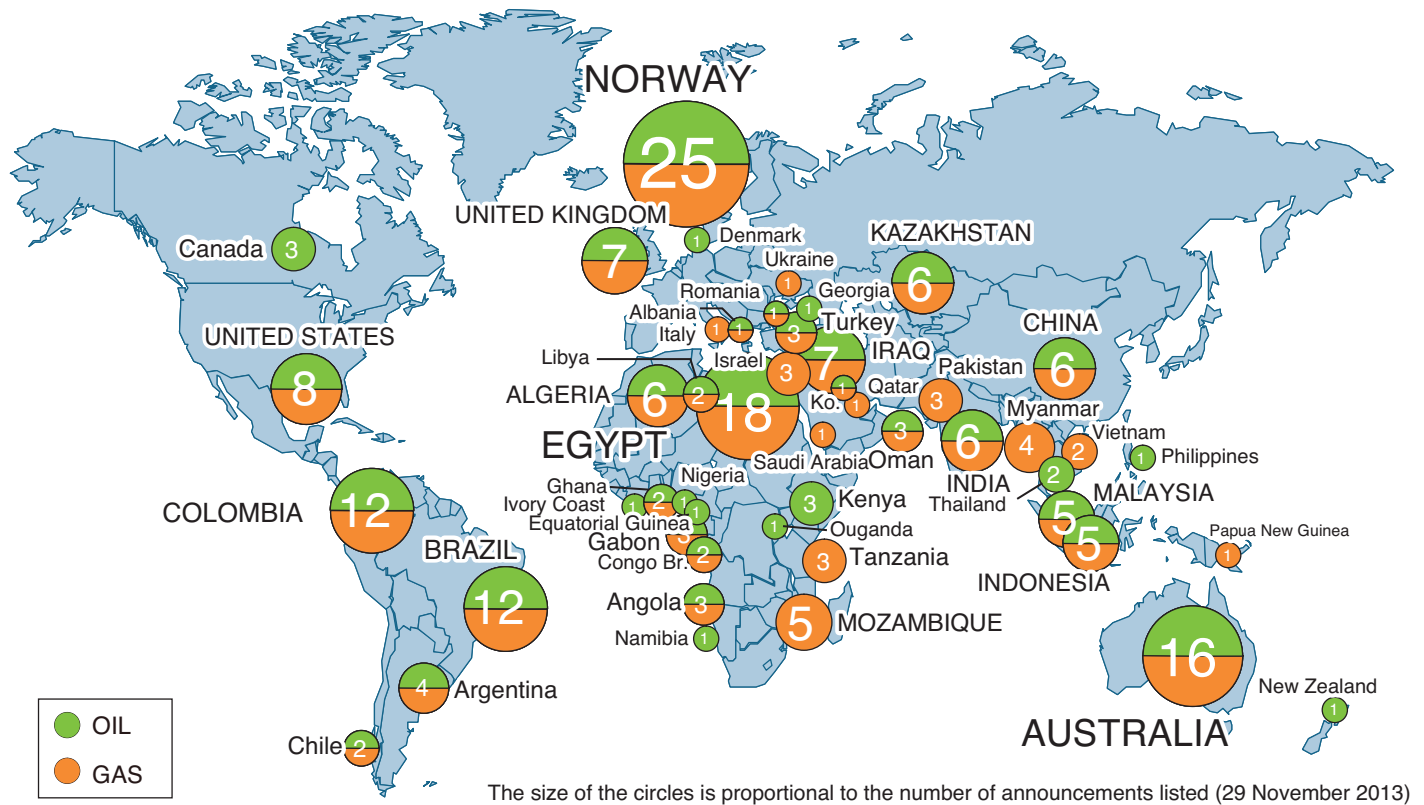 NORWAY
25
UNITED KINGDOM
7
Denmark
1
Canada
3
KAZAKHSTAN
6
Ukraine
1
Romania
1
Georgia
1
Albania
1
Italy
1
Turkey
3
UNITED STATES
8
CHINA
6
Libya
2
Israel
3
IRAQ
7
Pakistan
3
ALGERIA
6
Qatar
1
Ko.
1
18
EGYPT
Myanmar
4
Saudi Arabia
1
Oman
3
INDIA
6
Vietnam
2
Philippines
1
Thailand
2
Nigeria
1
Ghana
2
Ivory Coast
1
Equatorial Guinea
1
Gabon
3
Congo Br.
2
Kenya
3
Ouganda
1
MALAYSIA
5
COLOMBIA
12
BRAZIL
12
Tanzania
3
INDONESIA
5
Papua New Guinea
1
Angola
3
Namibia
1
MOZAMBIQUE
5
16
AUSTRALIA
Argentina
4
New Zealand
1
Chile
2
OIL
GAS
The size of the circles is proportional to the number of announcements listed (29 November 2013)